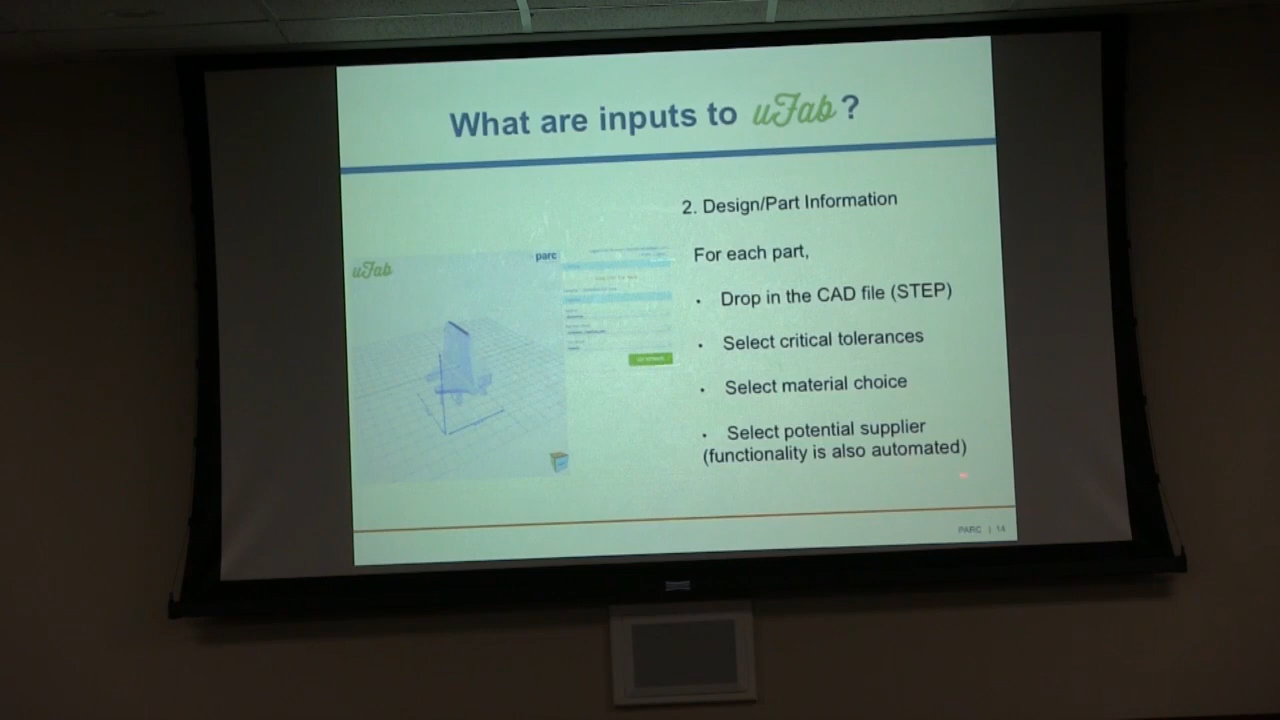 What are inputs to uFab ?
2. Design/Part Information
For each part,
• Drop in the CAD file (STEP)
• Select critical tolerances
• Select material choice
• Select potential supplier
(functionality is also automated)
uFab
parc
PARC | 14